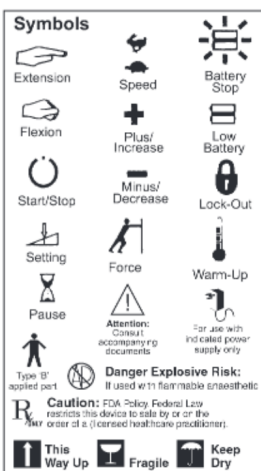 Symbols
Extension
Speed
Battery
Stop
Flexion
Plus/
Increase
Low
Battery
Start/Stop
Minus/
Decrease
Lock-Out
Setting
Force
Warm-Up
Pause
Attention:
Consult
accompanying
documents
For use with
indicated power
supply only
Type 'B'
applied part
Danger Explosive Risk:
If used with flammable anaesthetic
Rx ONLY
Caution: FDA Policy. Federal Law
restricts this device to sale by or on the
order of a (licensed healthcare practitioner).
This
Way Up
Fragile
Keep
Dry